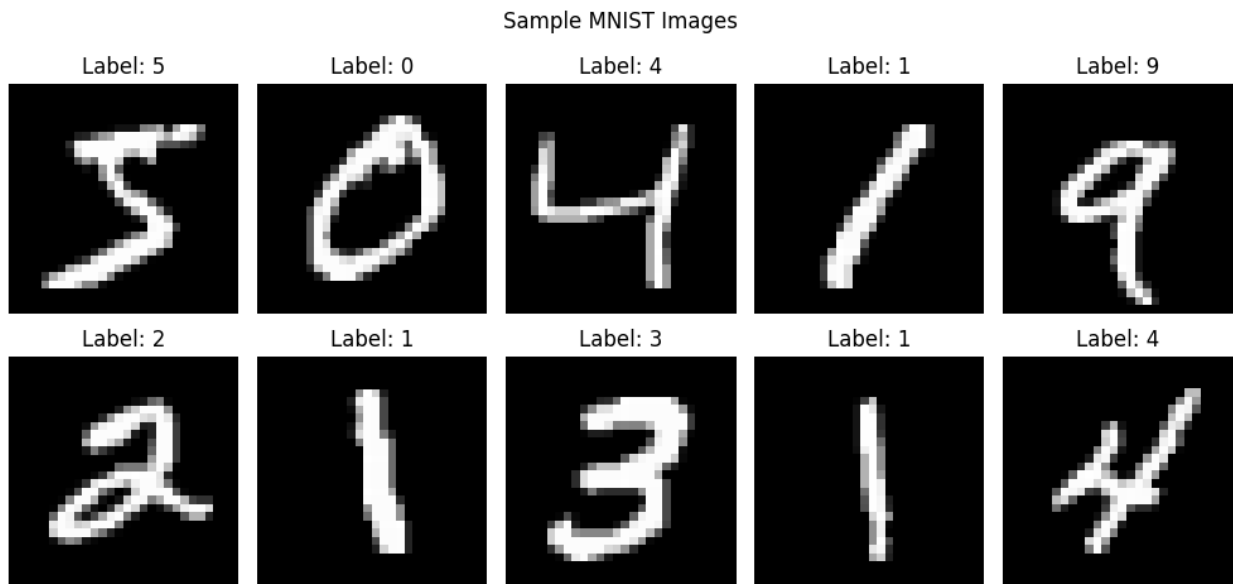 Sample MNIST Images
Label: 5 Label: 0 Label: 4 Label: 1 Label: 9
5 0 4 1 9
Label: 2 Label: 1 Label: 3 Label: 1 Label: 4
2 1 3 1 4